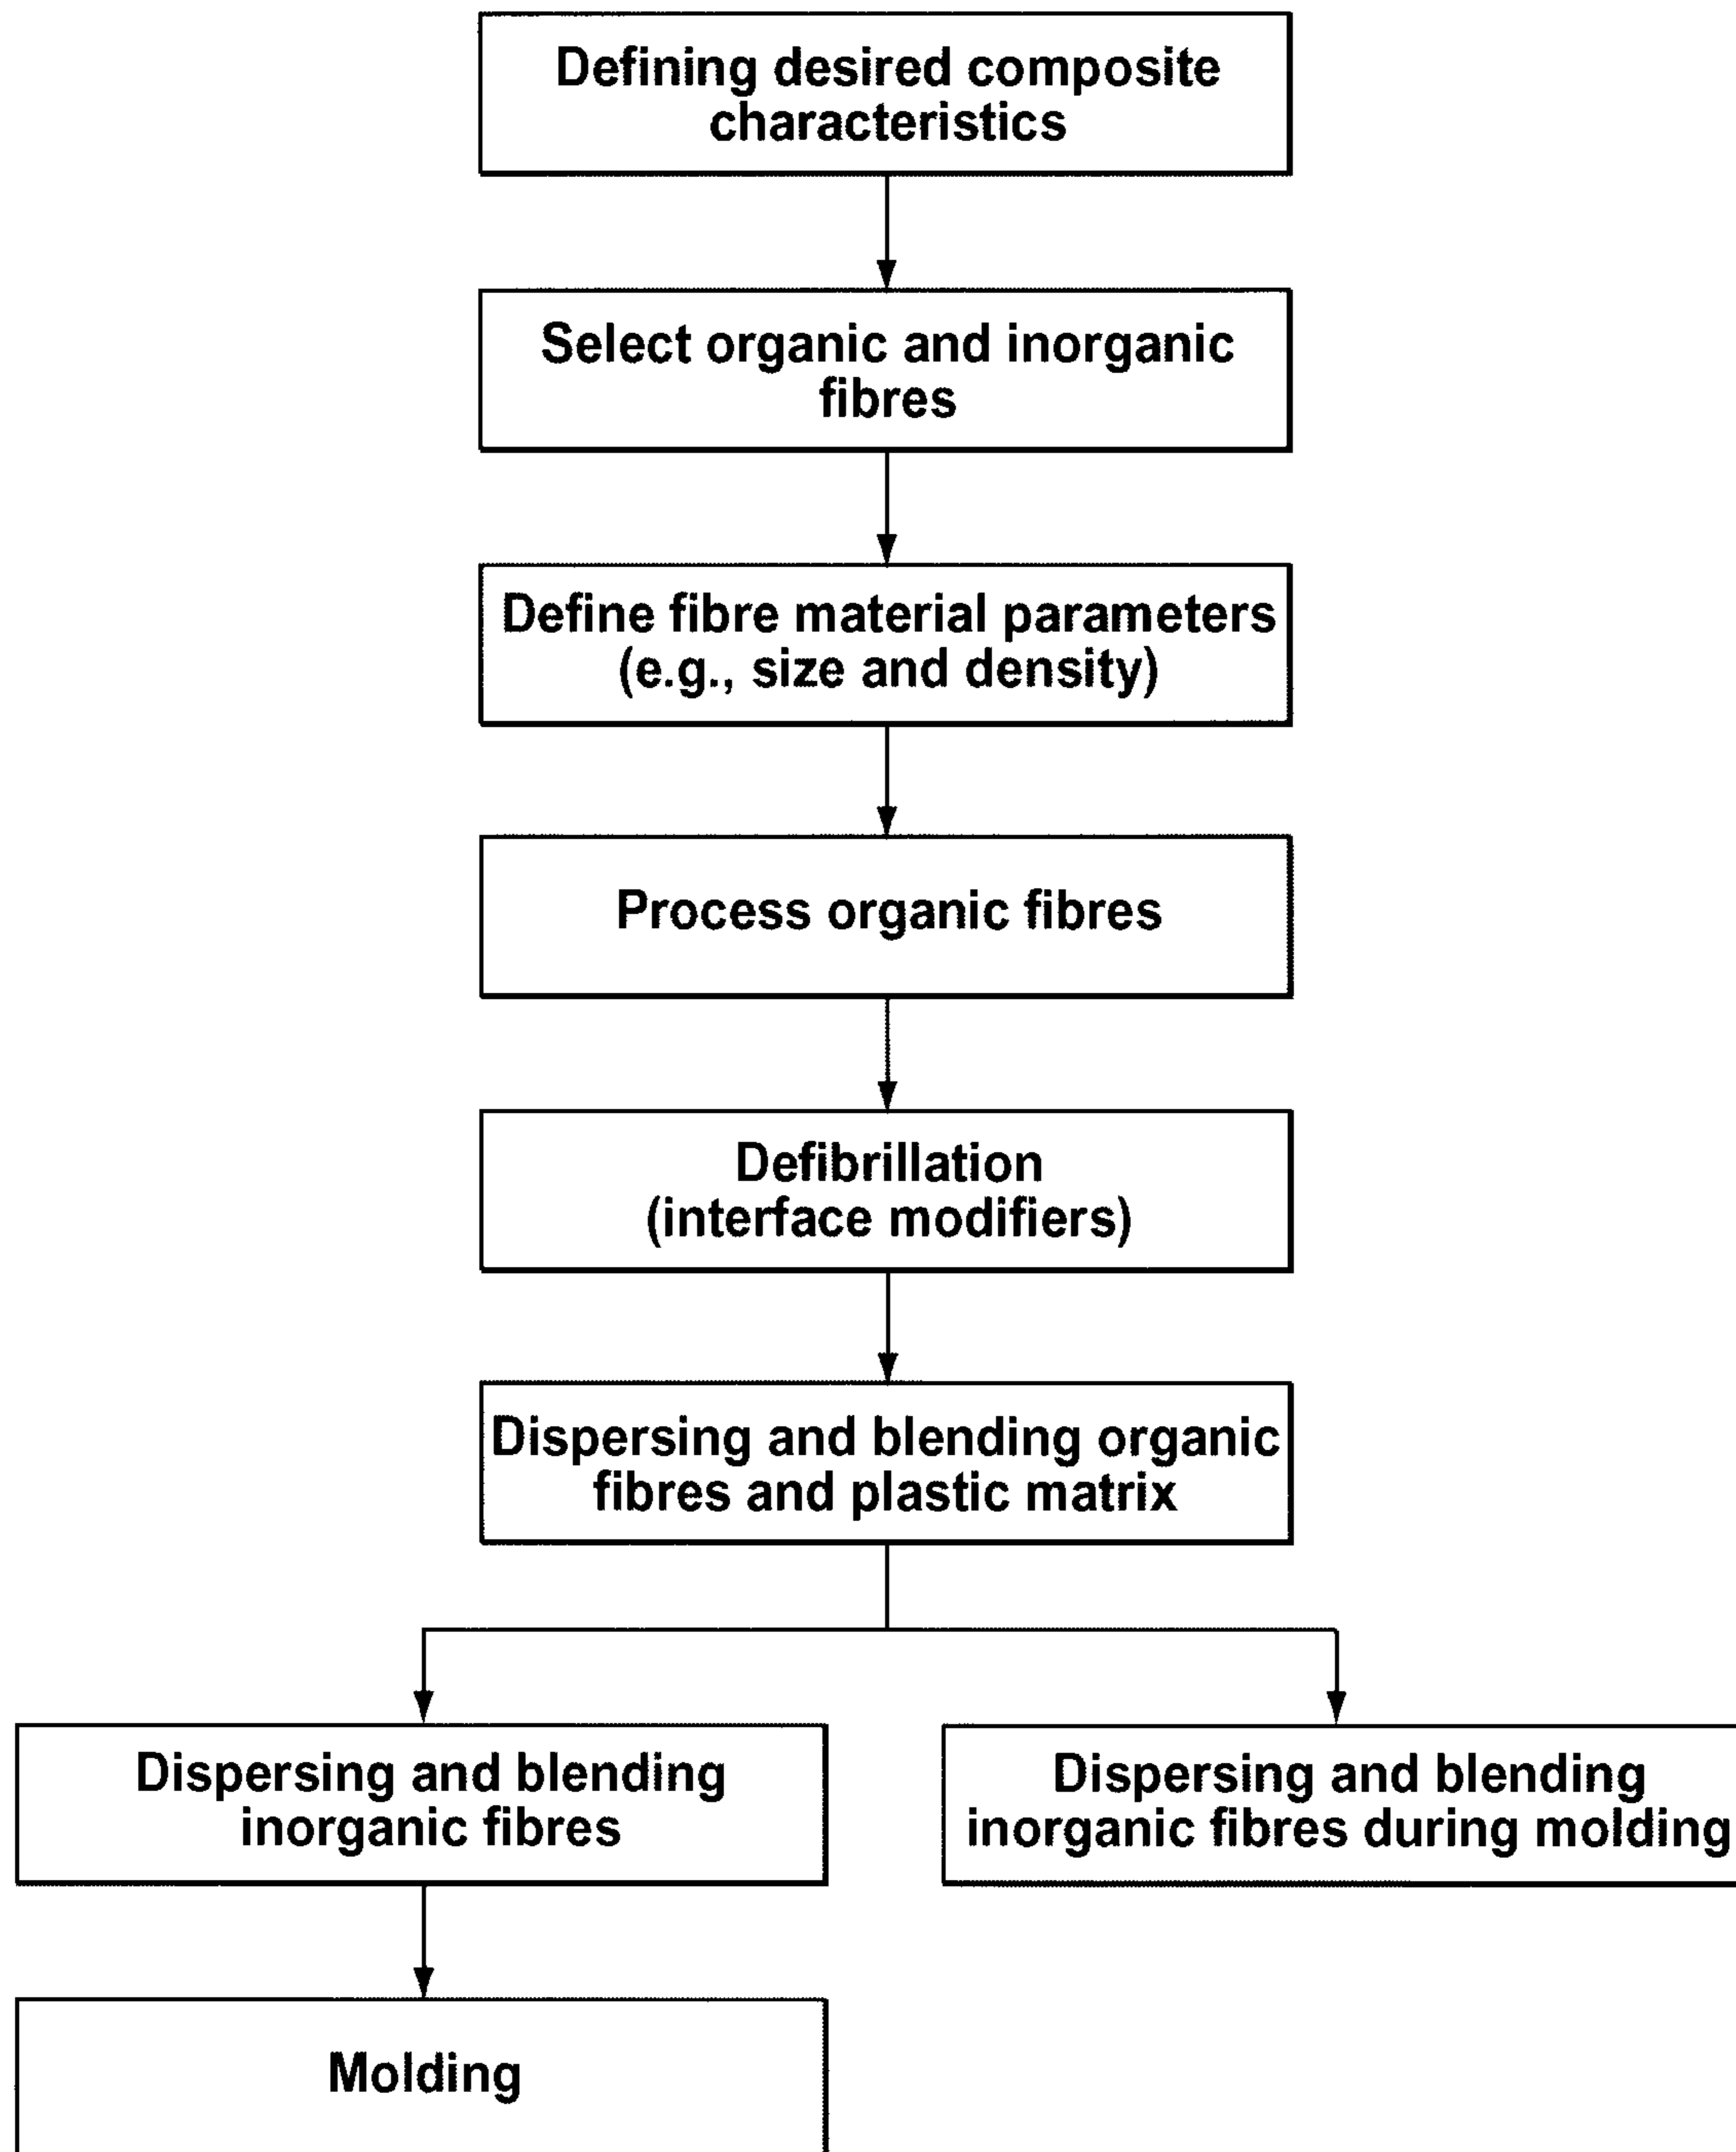 Defining desired composite
characteristics
Select organic and inorganic
fibres
Define fibre material parameters
(e.g., size and density)
Process organic fibres
Defibrillation
(interface modifiers)
Dispersing and blending organic
fibres and plastic matrix
Dispersing and blending
inorganic fibres
Dispersing and blending
inorganic fibres during molding
Molding